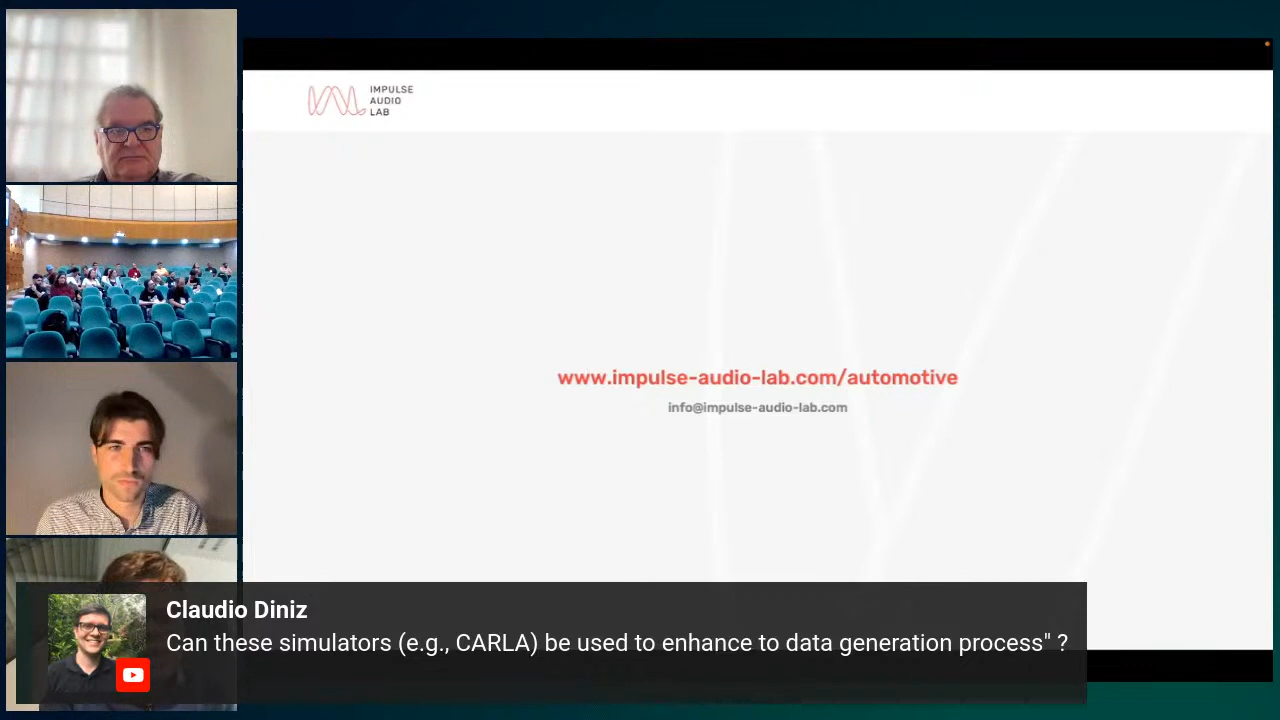 IMPULSE
AUDIO
LAB
www.impulse-audio-lab.com/automotive
info@impulse-audio-lab.com
Claudio Diniz
Can these simulators (e.g., CARLA) be used to enhance to data generation process" ?